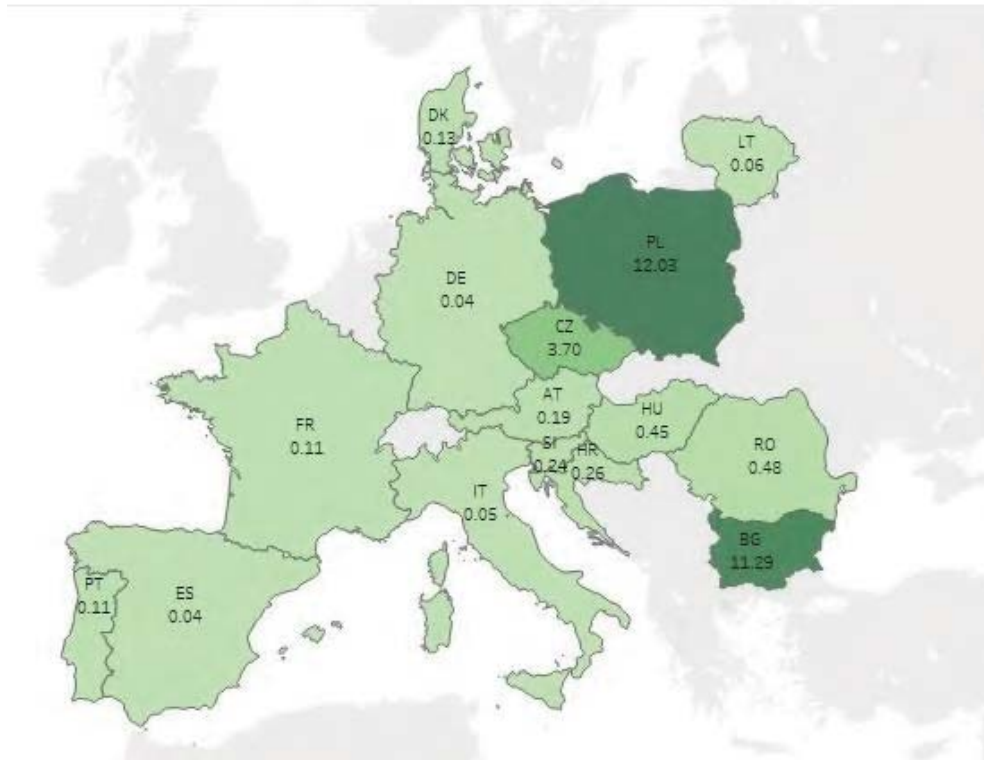 DK
0.13
LT
0.06
PL
12.03
DE
0.04
CZ
3.70
AT
0.19
HU
0.45
SI
0.24
HR
0.26
RO
0.48
FR
0.11
IT
0.05
BG
11.29
PT
0.11
ES
0.04